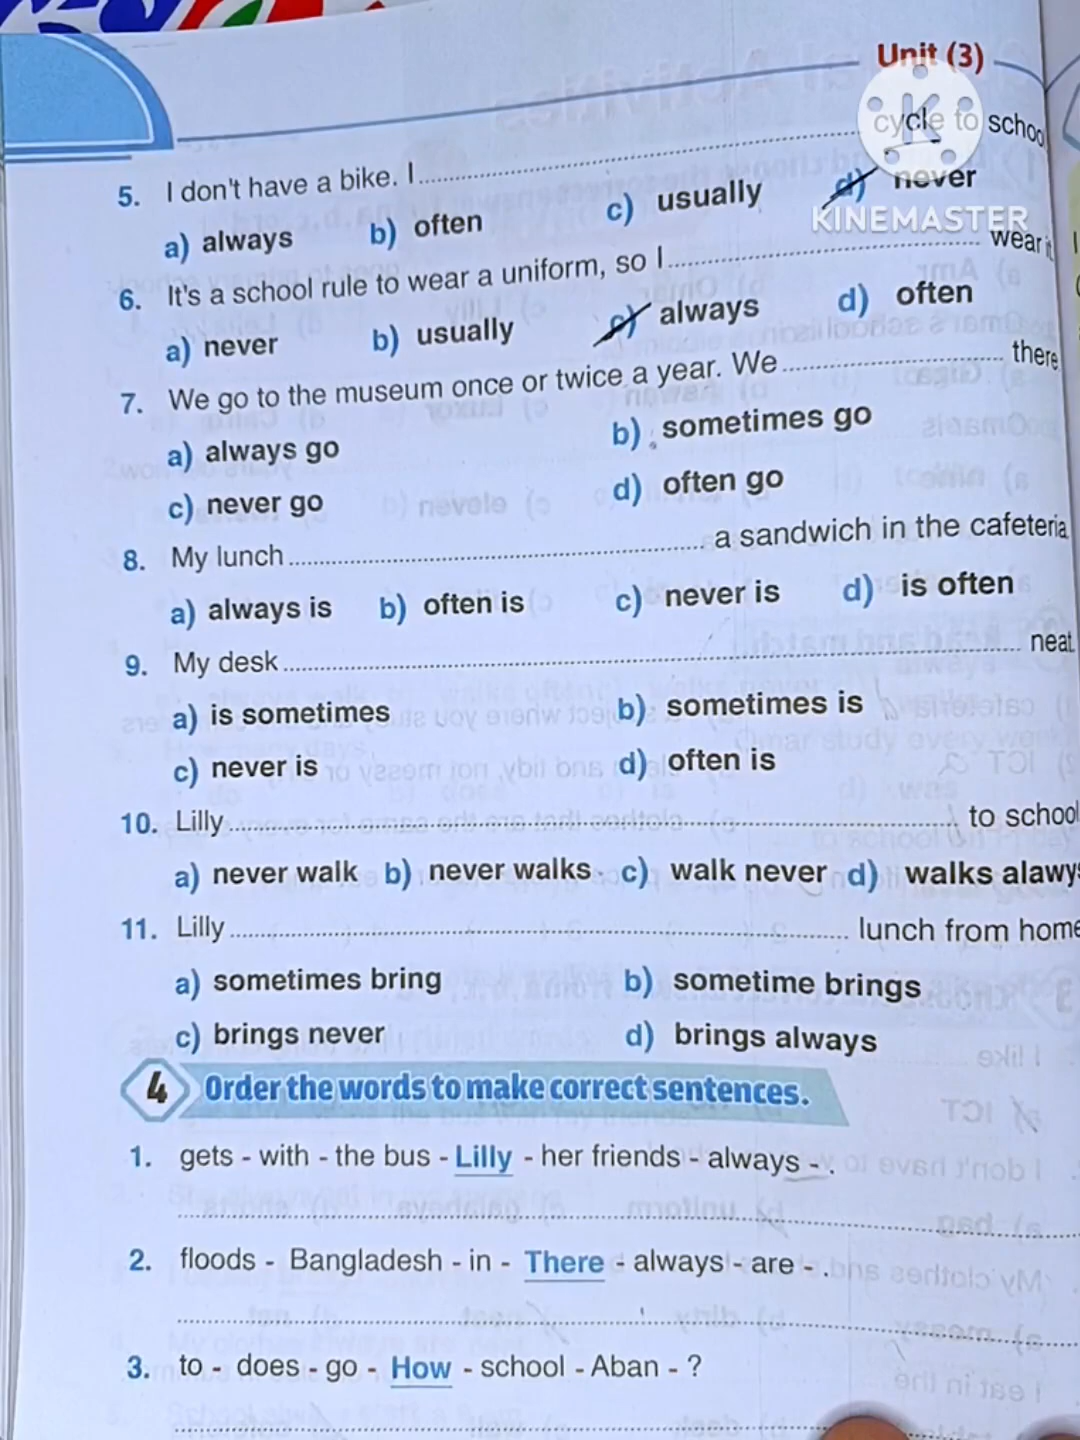 Unit (3)
5. I don't have a bike. I ........ cycle to school
a) always b) often c) usually d) never
KINEMASTER
6. It's a school rule to wear a uniform, so I ........ wear it
a) never b) usually c) always d) often
7. We go to the museum once or twice a year. We ........ there
a) always go b) sometimes go
c) never go d) often go
8. My lunch ........ a sandwich in the cafeteria
a) always is b) often is c) never is d) is often
9. My desk ........ neat.
a) is sometimes b) sometimes is
c) never is d) often is
10. Lilly ........ to school
a) never walk b) never walks c) walk never d) walks alawys
11. Lilly ........ lunch from home
a) sometimes bring b) sometime brings
c) brings never d) brings always
4 Order the words to make correct sentences.
1. gets - with - the bus - Lilly - her friends - always - .
2. floods - Bangladesh - in - There - always - are - .
3. to - does - go - How - school - Aban - ?